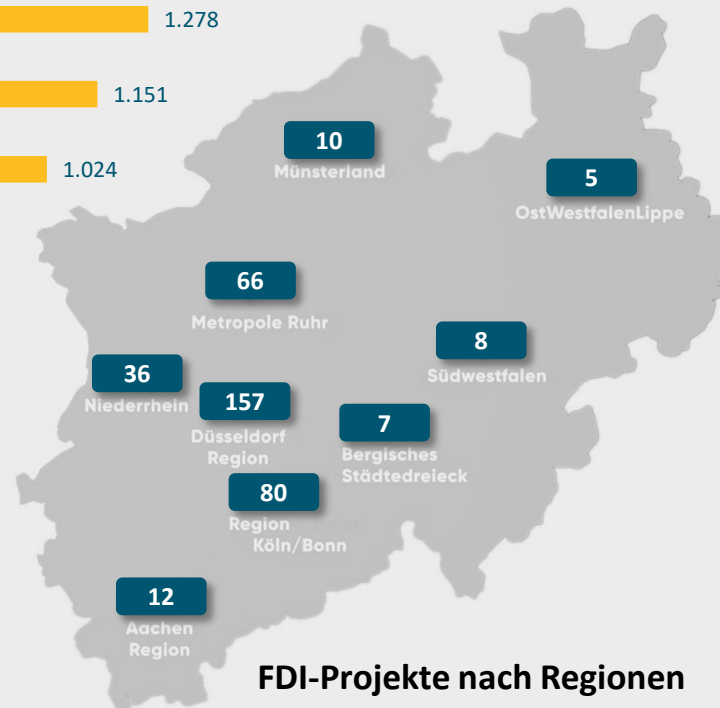 1.278
1.151
1.024
10
Münsterland
5
OstWestfalenLippe
66
Metropole Ruhr
8
Südwestfalen
36
Niederrhein
157
Düsseldorf
Region
7
Bergisches
Städtedreieck
80
Region
Köln/Bonn
12
Aachen
Region
FDI-Projekte nach Regionen